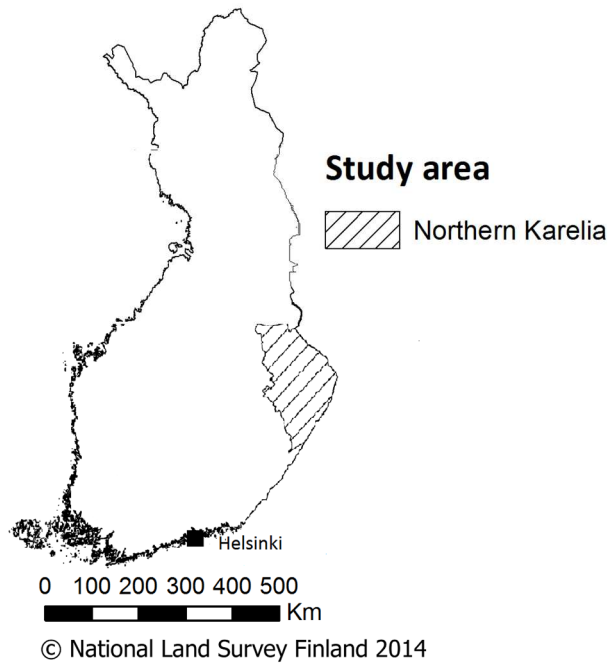 Study area
Northern Karelia
Helsinki
0 100 200 300 400 500
Km
© National Land Survey Finland 2014